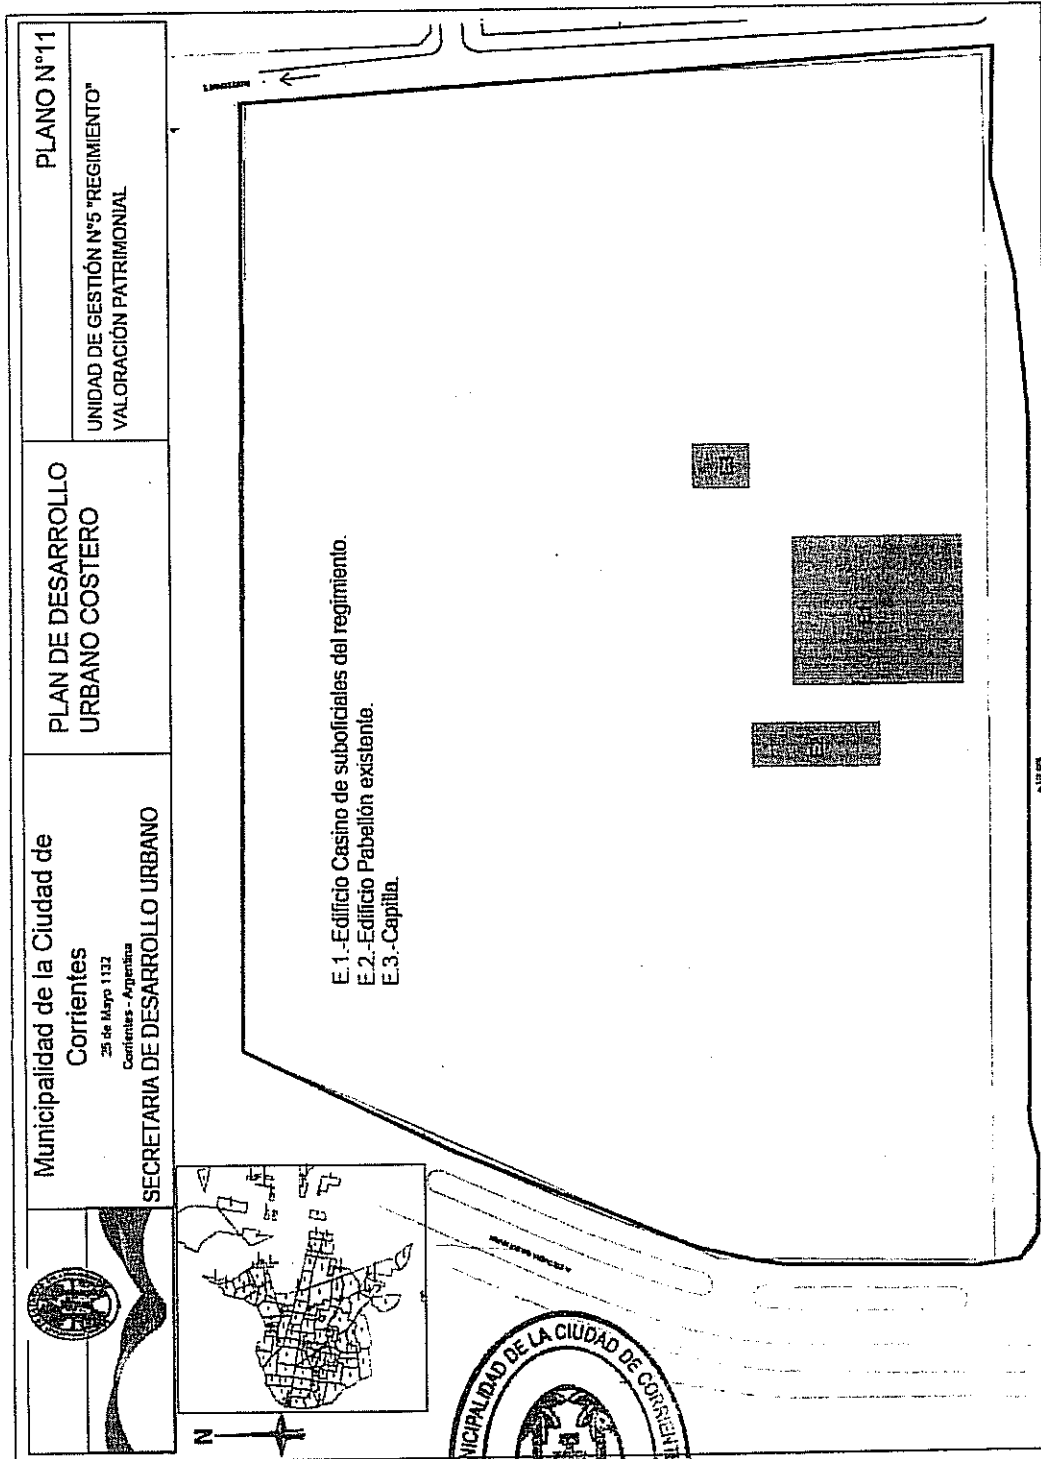 Municipalidad de la Ciudad de
Corrientes
25 de Mayo 1132
Corrientes - Argentina
SECRETARIA DE DESARROLLO URBANO
PLAN DE DESARROLLO
URBANO COSTERO
PLANO N°11
UNIDAD DE GESTIÓN N°5 "REGIMIENTO"
VALORACIÓN PATRIMONIAL
N
E.1.-Edificio Casino de suboficiales del regimiento.
E.2.-Edificio Pabellón existente.
E.3.-Capilla.
NICIPALIDAD DE LA CIUDAD DE CORRIENTE